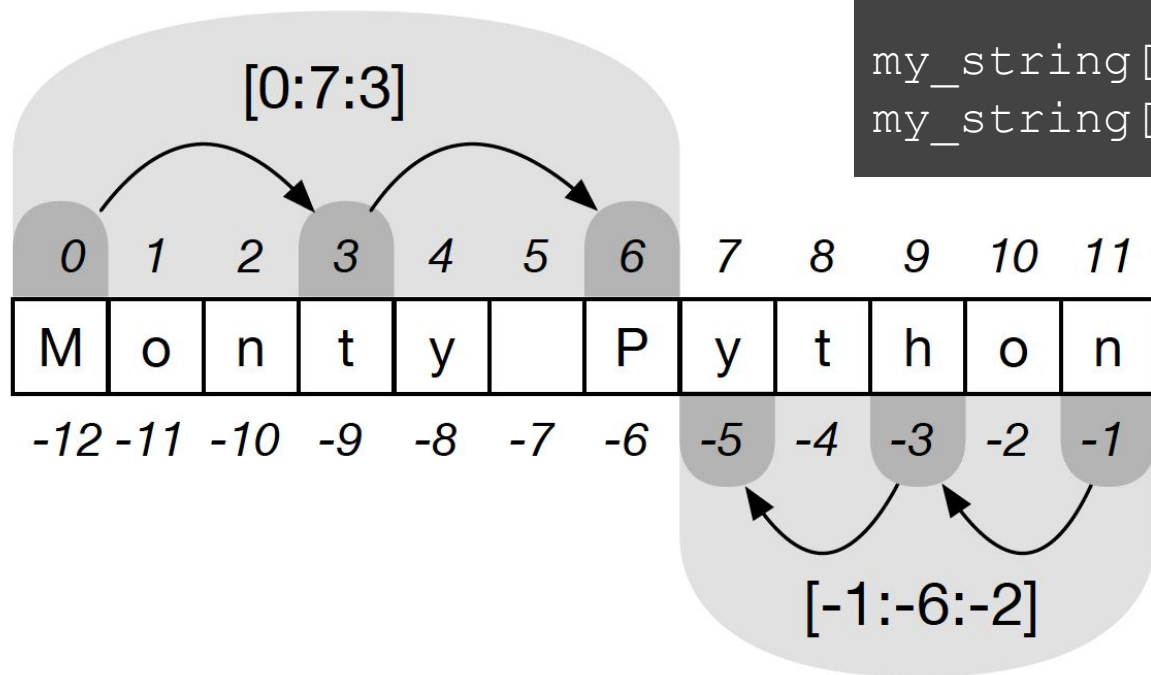 [0:7:3]
my_string[
my_string[
0 1 2 3 4 5 6 7 8 9 10 11
M o n t y P y t h o n
-12 -11 -10 -9 -8 -7 -6 -5 -4 -3 -2 -1
[-1:-6:-2]